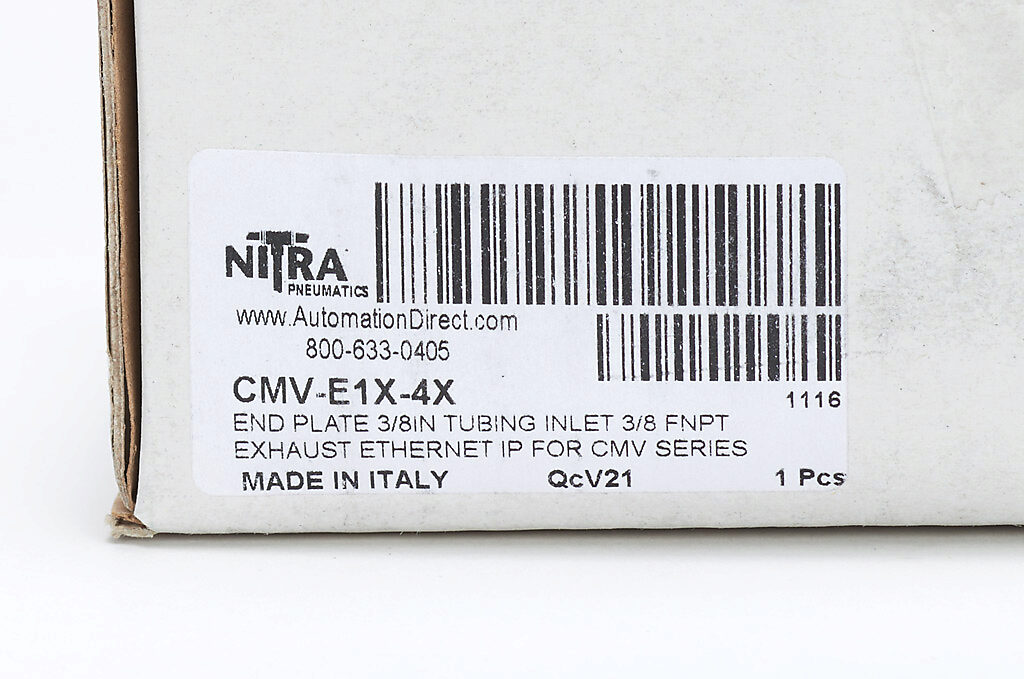 NITRA
PNEUMATICS
www.AutomationDirect.com
800-633-0405
CMV-E1X-4X
1116
END PLATE 3/8IN TUBING INLET 3/8 FNPT
EXHAUST ETHERNET IP FOR CMV SERIES
MADE IN ITALY QcV21 1 Pcs